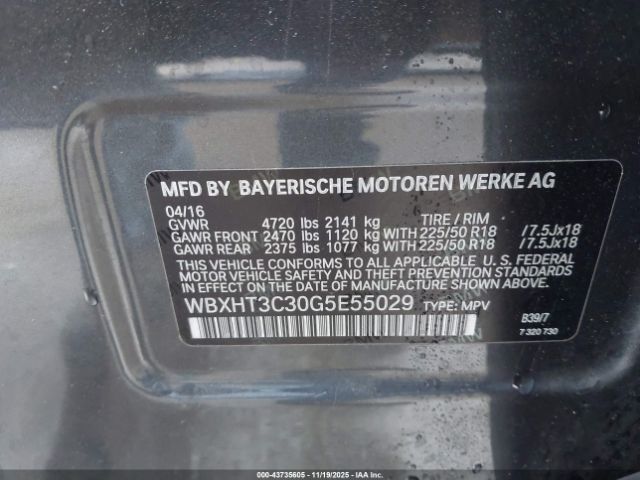 MFD BY BAYERISCHE MOTOREN WERKE AG
04/16
GVWR 4720 lbs 2141 kg TIRE / RIM
GAWR FRONT 2470 lbs 1120 kg WITH 225/50 R18 /7.5Jx18
GAWR REAR 2375 lbs 1077 kg WITH 225/50 R18 /7.5Jx18
THIS VEHICLE CONFORMS TO ALL APPLICABLE U.S. FEDERAL
MOTOR VEHICLE SAFETY, BUMPER, AND THEFT PREVENTION STANDARDS
IN EFFECT ON THE DATE OF MANUFACTURE SHOWN ABOVE.
WBXHT3C30G5E55029 TYPE: MPV
B39/7
7 320 730
000-43735605 - 11/19/2025 - IAAI.COM